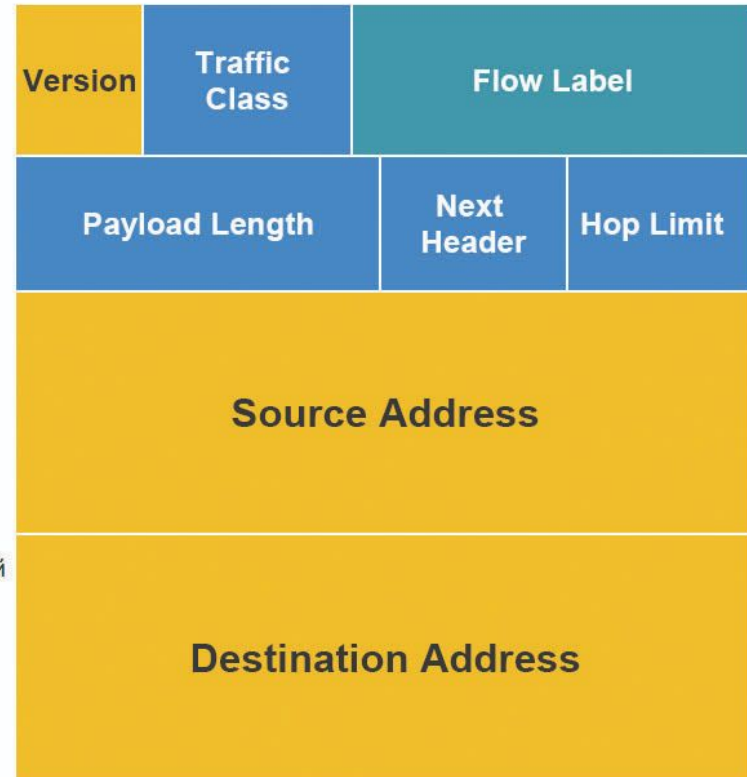 Version
Traffic
Class
Flow Label
Payload Length
Next
Header
Hop Limit
Source Address
й
Destination Address